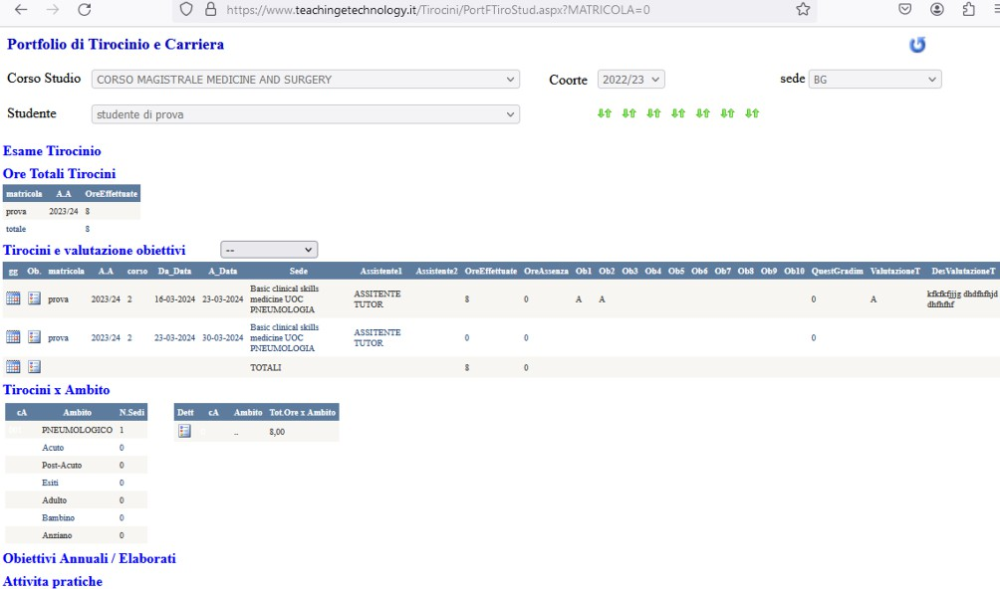 https://www.teachingetechnology.it/Tirocini/PortFTiroStud.aspx?MATRICOLA=0
Portfolio di Tirocinio e Carriera
Corso Studio CORSO MAGISTRALE MEDICINE AND SURGERY Coorte 2022/23 sede BG
Studente studente di prova
Esame Tirocinio
Ore Totali Tirocini
matricola A.A OreEffettuate
prova 2023/24 8
totale 8
Tirocini e valutazione obiettivi --
gg Ob. matricola A.A corso Da_Data A_Data Sede Assistente1 Assistente2 OreEffettuate OreAssenza Ob1 Ob2 Ob3 Ob4 Ob5 Ob6 Ob7 Ob8 Ob9 Ob10 QuestGradim ValutazioneT DesValutazioneT
prova 2023/24 2 16-03-2024 23-03-2024 Basic clinical skills medicine UOC PNEUMOLOGIA ASSITENTE TUTOR 8 0 A A 0 A kfkfkfjjjg dhdfhfhjd dhfhfhf
prova 2023/24 2 23-03-2024 30-03-2024 Basic clinical skills medicine UOC PNEUMOLOGIA ASSITENTE TUTOR 0 0 0
TOTALI 8 0
Tirocini x Ambito
cA Ambito N.Sedi Dett cA Ambito Tot.Ore x Ambito
PNEUMOLOGICO 1 .. 8,00
Acuto 0
Post-Acuto 0
Esiti 0
Adulto 0
Bambino 0
Anziano 0
Obiettivi Annuali / Elaborati
Attivita pratiche